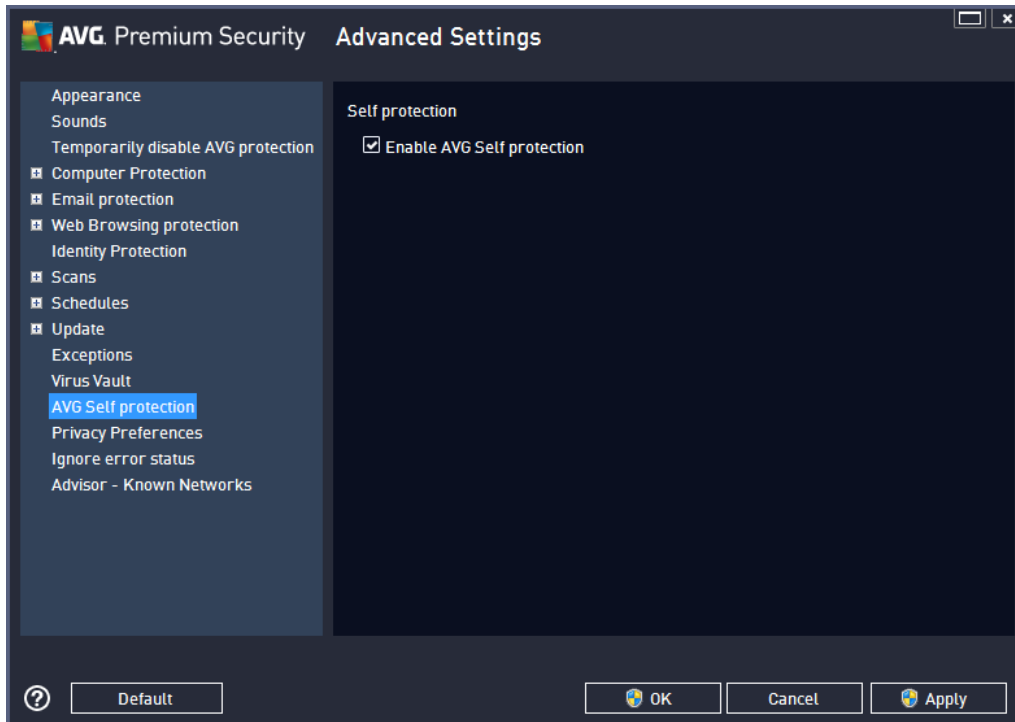 AVG. Premium Security
Advanced Settings
Appearance
Sounds
Temporarily disable AVG protection
Computer Protection
Email protection
Web Browsing protection
Identity Protection
Scans
Schedules
Update
Exceptions
Virus Vault
AVG Self protection
Privacy Preferences
Ignore error status
Advisor - Known Networks
Self protection
Enable AVG Self protection
?
Default
OK
Cancel
Apply